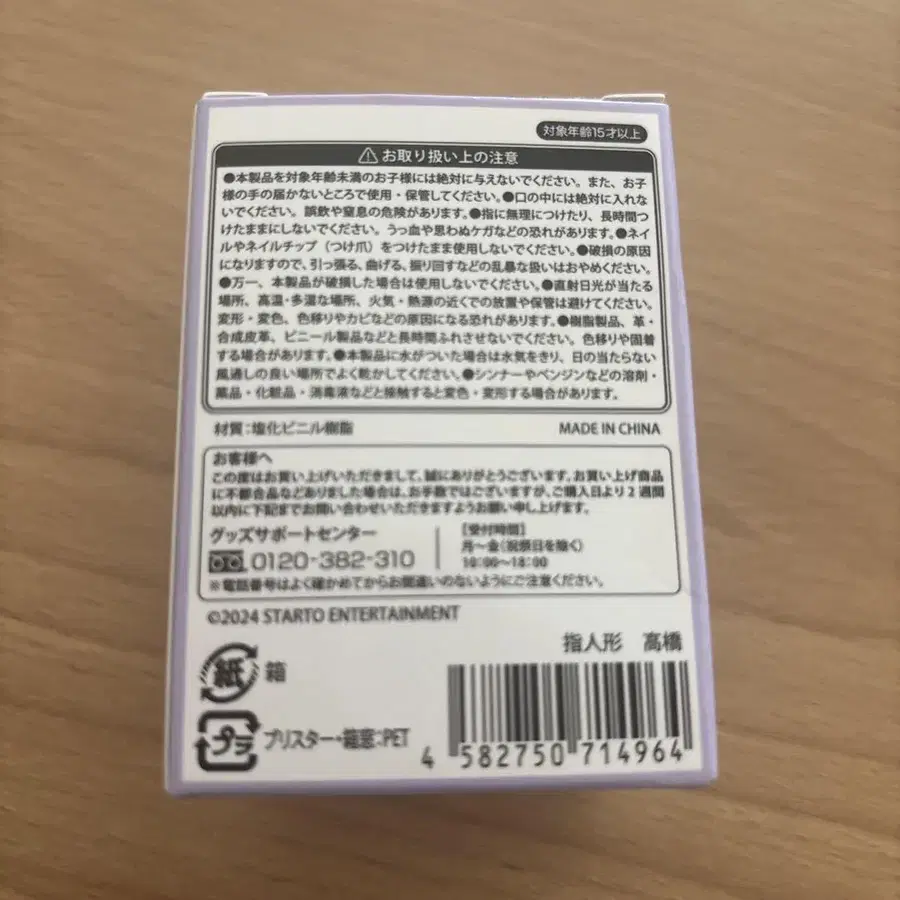 対象年齢15才以上
⚠お取り扱い上の注意
●本製品を対象年齢未満のお子様には絶対に与えないでください。また、お子
様の手の届かないところで使用・保管してください。●口の中には絶対に入れな
いでください。誤飲や窒息の危険があります。●指に無理につけたり、長時間つ
けたままにしないでください。うっ血や思わぬケガなどの恐れがあります。●ネイ
ルやネイルチップ（つけ爪）をつけたまま使用しないでください。●破損の原因
になりますので、引っ張る、曲げる、振り回すなどの乱暴な扱いはおやめください。
●万一、本製品が破損した場合は使用しないでください。●直射日光が当たる
場所、高温・多湿な場所、火気・熱源の近くでの放置や保管は避けてください。
変形・変色、色移りやカビなどの原因になる恐れがあります。●樹脂製品、革・
合成皮革、ビニール製品などと長時間ふれさせないでください。色移りや固着
する場合があります。●本製品に水がついた場合は水気をきり、日の当たらない
風通しの良い場所でよく乾かしてください。●シンナーやベンジンなどの溶剤・
薬品・化粧品・消毒液などと接触すると変色・変形する場合があります。
材質：塩化ビニル樹脂 MADE IN CHINA
お客様へ
この度はお買い上げいただきまして、誠にありがとうございます。お買い上げ商品
に不都合品などありました場合は、お手数ではございますが、ご購入日より2週間
以内に下記までお問い合わせいただきますようお願い申し上げます。
グッズサポートセンター 【受付時間】
0120-382-310 月～金（祝祭日を除く）
10:00～18:00
※電話番号はよく確かめてからお間違いのないようにご注意ください。
©2024 STARTO ENTERTAINMENT
指人形 高橋
紙 箱
プラ ブリスター・箱窓：PET
4 582750 714964